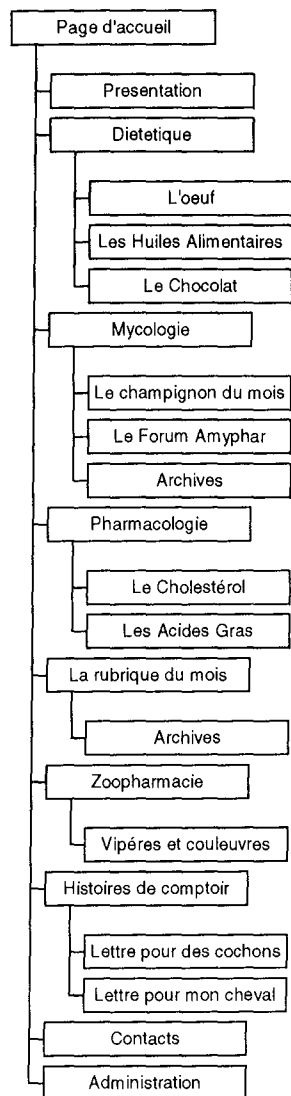 Page d'accueil
Presentation
Dietetique
L'oeuf
Les Huiles Alimentaires
Le Chocolat
Mycologie
Le champignon du mois
Le Forum Amyphar
Archives
Pharmacologie
Le Cholestérol
Les Acides Gras
La rubrique du mois
Archives
Zoopharmacie
Vipéres et couleuvres
Histoires de comptoir
Lettre pour des cochons
Lettre pour mon cheval
Contacts
Administration